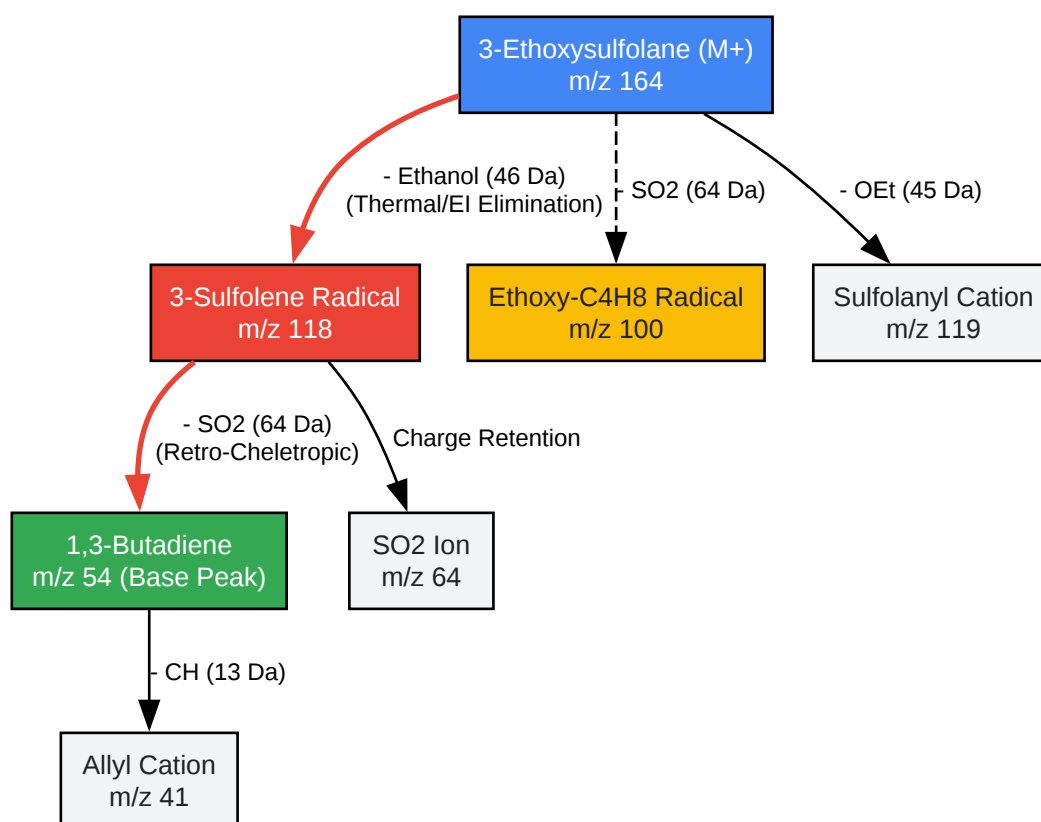 3-Ethoxysulfolane (M+)
m/z 164
- Ethanol (46 Da)
(Thermal/EI Elimination)
- SO2 (64 Da)
- OEt (45 Da)
3-Sulfolene Radical
m/z 118
Ethoxy-C4H8 Radical
m/z 100
Sulfolanyl Cation
m/z 119
- SO2 (64 Da)
(Retro-Cheletropic)
Charge Retention
1,3-Butadiene
m/z 54 (Base Peak)
SO2 Ion
m/z 64
- CH (13 Da)
Allyl Cation
m/z 41